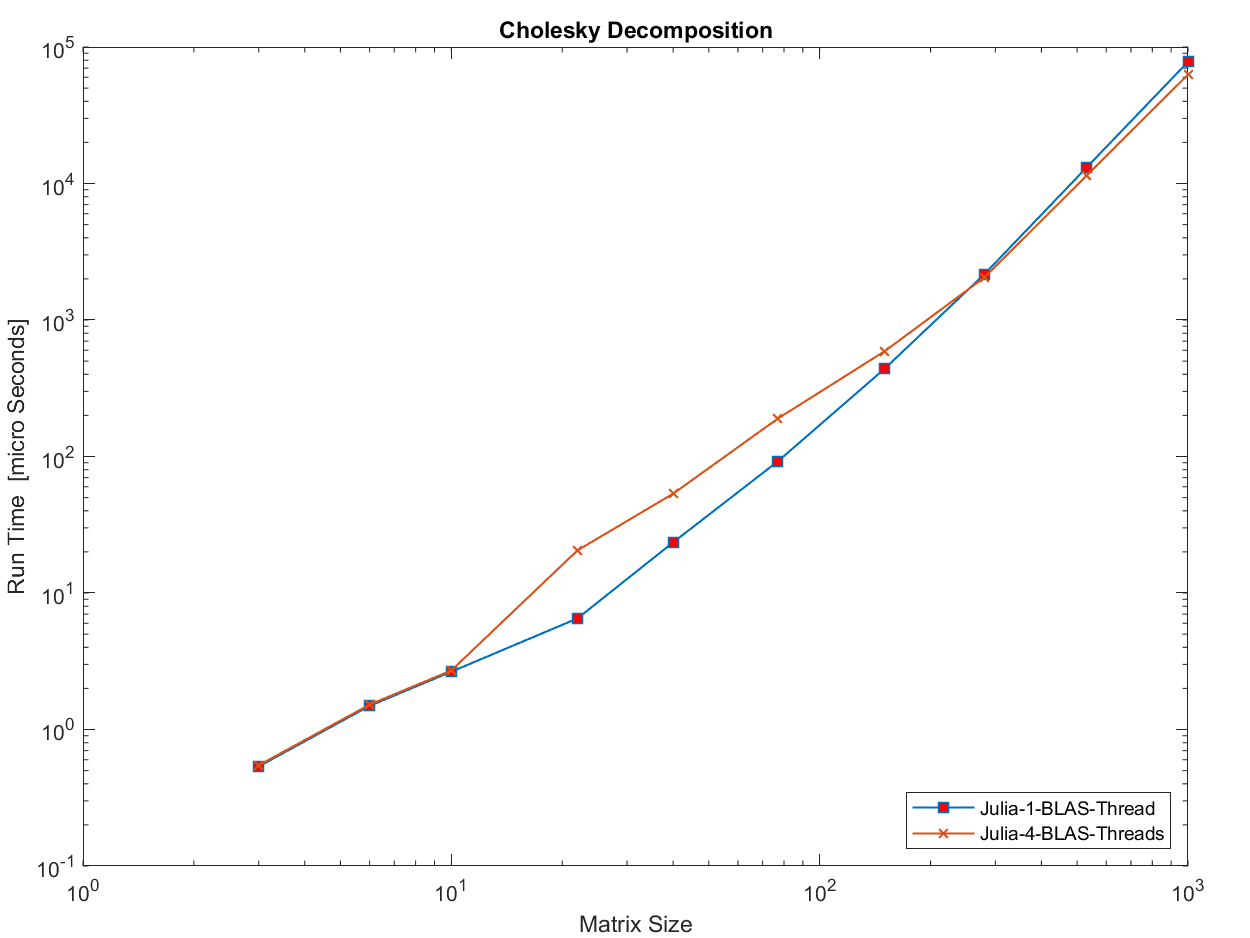 Cholesky Decomposition
10^5
10^4
10^3
10^2
10^1
10^0
10^-1
Run Time [micro Seconds]
Julia-1-BLAS-Thread
Julia-4-BLAS-Threads
10^0 10^1 10^2 10^3
Matrix Size